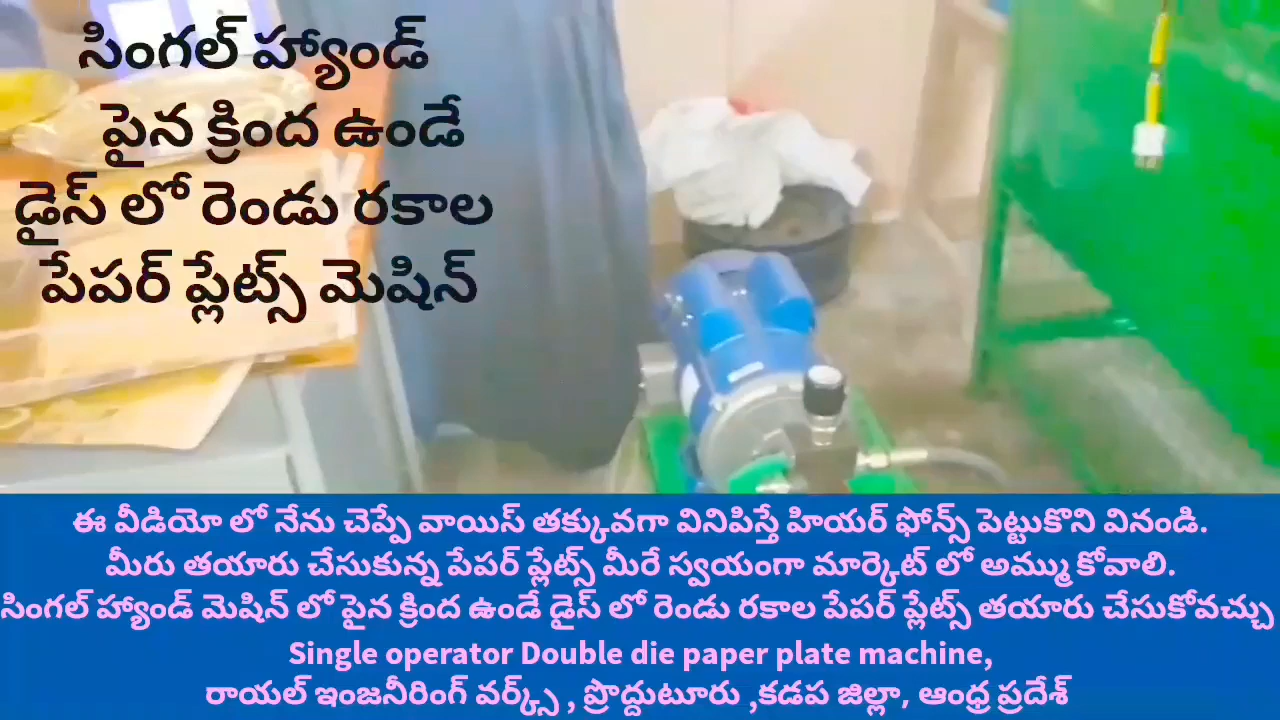 సింగల్ హ్యాండ్
పైన క్రింద ఉండే
డైస్ లో రెండు రకాల
పేపర్ ప్లేట్స్ మెషిన్
ఈ వీడియో లో నేను చెప్పే వాయిస్ తక్కువగా వినిపిస్తే హియర్ ఫోన్స్ పెట్టుకొని వినండి.
మీరు తయారు చేసుకున్న పేపర్ ప్లేట్స్ మీరే స్వయంగా మార్కెట్ లో అమ్ము కోవాలి.
సింగల్ హ్యాండ్ మెషిన్ లో పైన క్రింద ఉండే డైస్ లో రెండు రకాల పేపర్ ప్లేట్స్ తయారు చేసుకోవచ్చు
Single operator Double die paper plate machine,
రాయల్ ఇంజనీరింగ్ వర్క్స్ , ప్రొద్దుటూరు ,కడప జిల్లా, ఆంధ్ర ప్రదేశ్